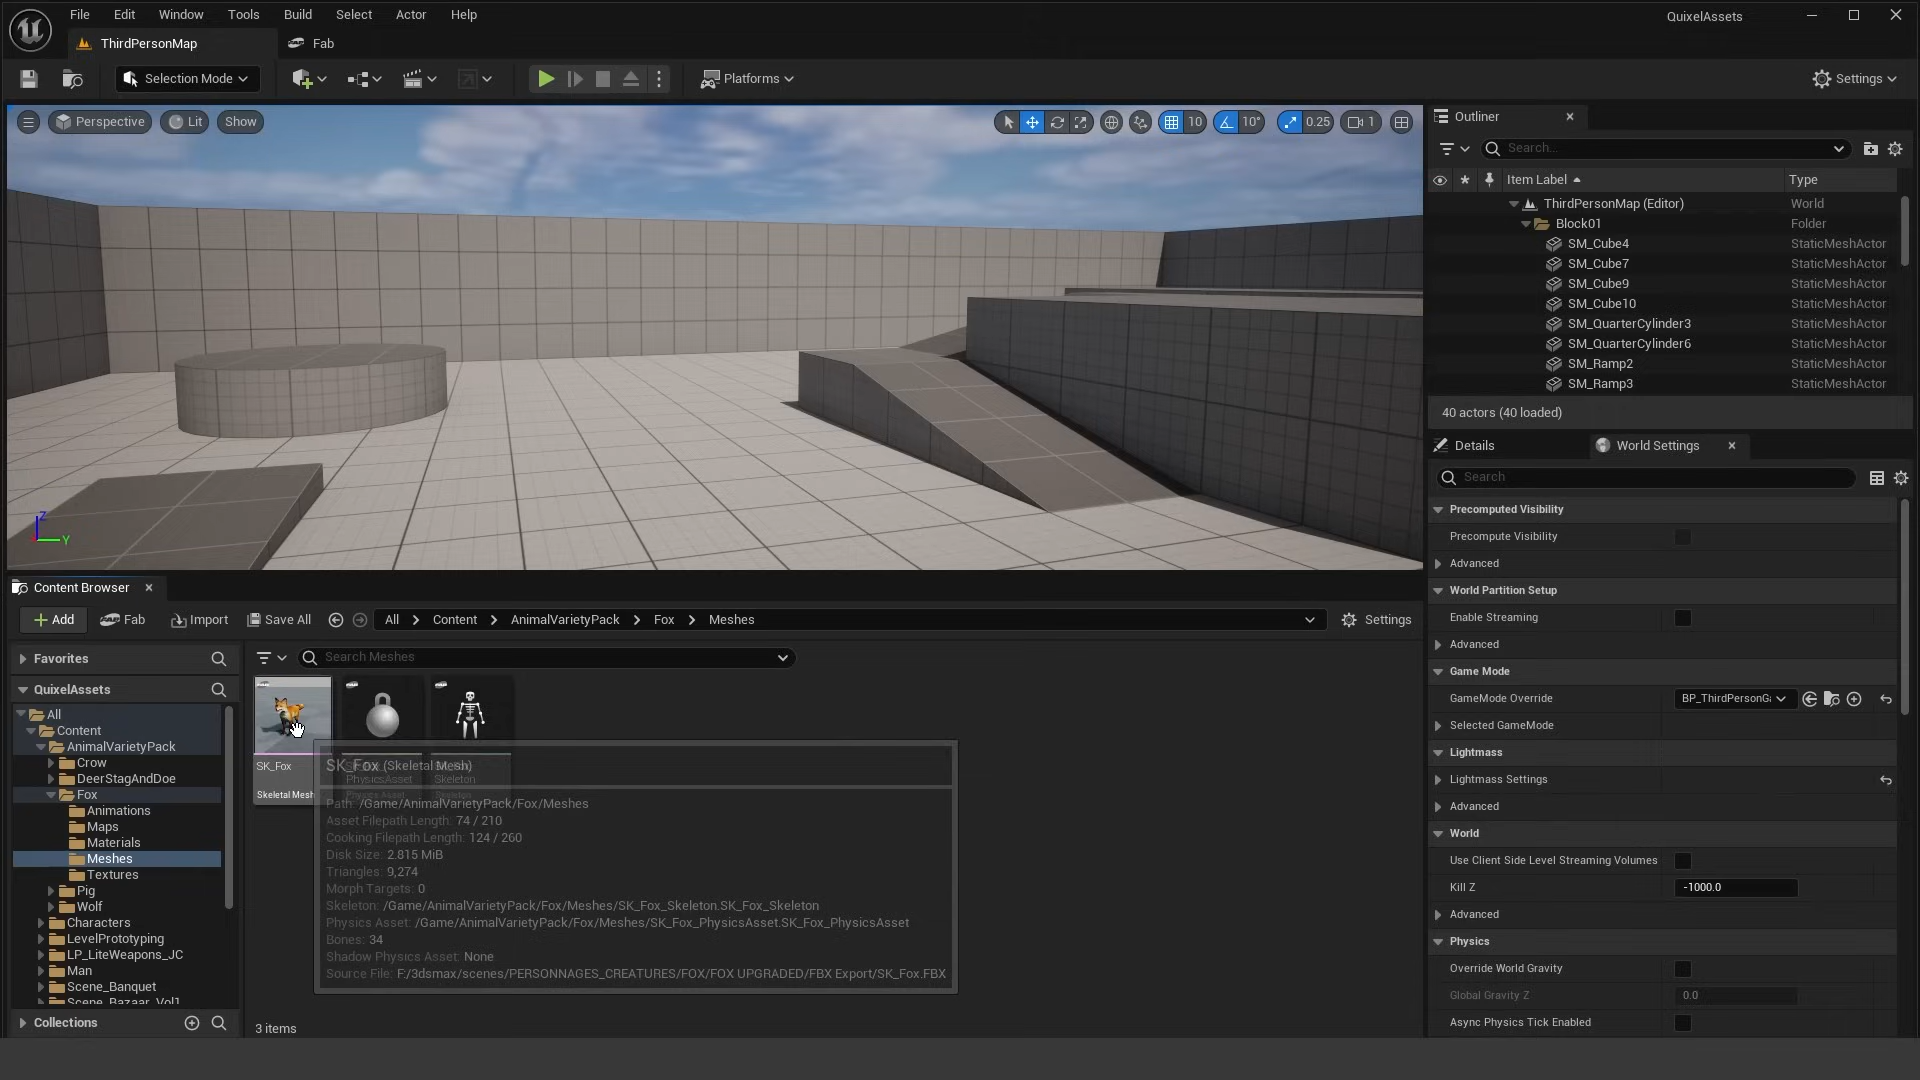 File Edit Window Tools Build Select Actor Help
QuixelAssets
ThirdPersonMap
Fab
Selection Mode
Platforms
Settings
Perspective
Lit
Show
10
10°
0.25
1
Z
Y
Outliner
Search...
Item Label
Type
ThirdPersonMap (Editor) World
Block01 Folder
SM_Cube4 StaticMeshActor
SM_Cube7 StaticMeshActor
SM_Cube9 StaticMeshActor
SM_Cube10 StaticMeshActor
SM_QuarterCylinder3 StaticMeshActor
SM_QuarterCylinder6 StaticMeshActor
SM_Ramp2 StaticMeshActor
SM_Ramp3 StaticMeshActor
40 actors (40 loaded)
Details
World Settings
Search
Precomputed Visibility
Precompute Visibility
Advanced
World Partition Setup
Enable Streaming
Advanced
Game Mode
GameMode Override BP_ThirdPersonGa
Selected GameMode
Lightmass
Lightmass Settings
Advanced
World
Use Client Side Level Streaming Volumes
Kill Z -1000.0
Advanced
Physics
Override World Gravity
Global Gravity Z 0.0
Async Physics Tick Enabled
Content Browser
Add
Fab
Import
Save All
All > Content > AnimalVarietyPack > Fox > Meshes
Settings
Favorites
QuixelAssets
All
Content
AnimalVarietyPack
Crow
DeerStagAndDoe
Fox
Animations
Maps
Materials
Meshes
Textures
Pig
Wolf
Characters
LevelPrototyping
LP_LiteWeapons_JC
Man
Scene_Banquet
Scene_Bazaar_Vol1
Collections
Search Meshes
SK_Fox
Skeletal Mesh
PhysicsAsset
Physics Asset
Skeleton
Skeleton
SK_Fox (Skeletal Mesh)
Path: /Game/AnimalVarietyPack/Fox/Meshes
Asset Filepath Length: 74 / 210
Cooking Filepath Length: 124 / 260
Disk Size: 2.815 MiB
Triangles: 9,274
Morph Targets: 0
Skeleton: /Game/AnimalVarietyPack/Fox/Meshes/SK_Fox_Skeleton.SK_Fox_Skeleton
Physics Asset: /Game/AnimalVarietyPack/Fox/Meshes/SK_Fox_PhysicsAsset.SK_Fox_PhysicsAsset
Bones: 34
Shadow Physics Asset: None
Source File: F:/3dsmax/scenes/PERSONNAGES_CREATURES/FOX/FOX UPGRADED/FBX Export/SK_Fox.FBX
3 items